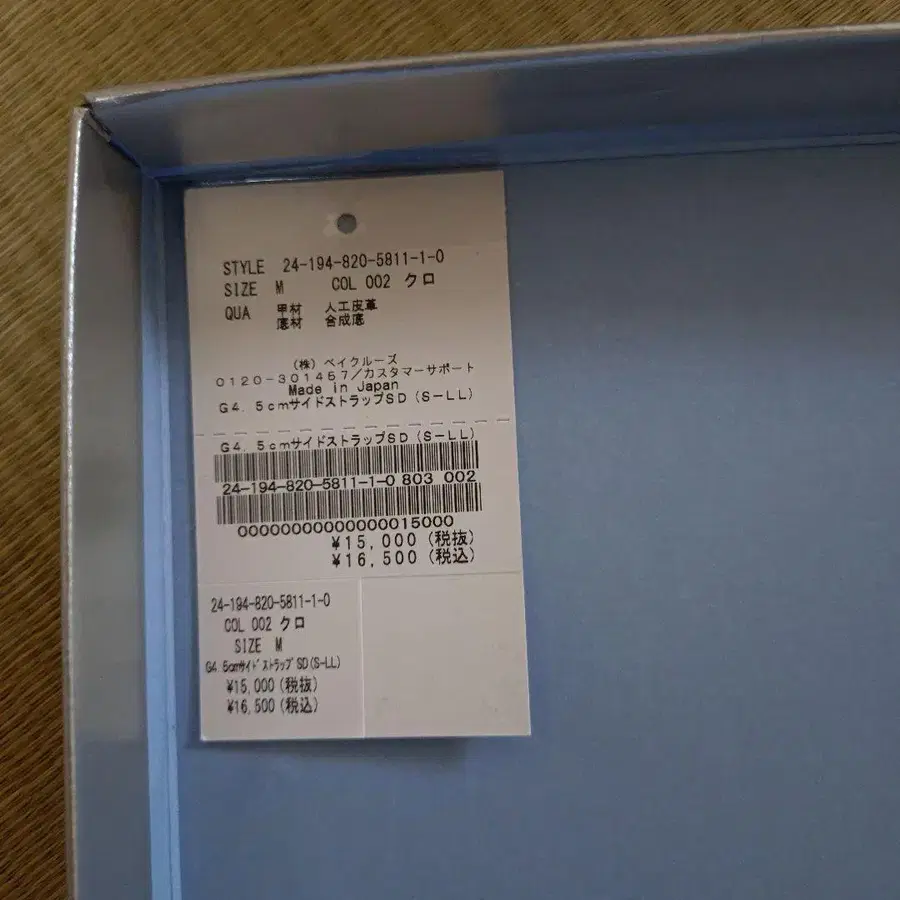 STYLE 24-194-820-5811-1-0
SIZE M COL 002 クロ
QUA 甲材 人工皮革
底材 合成底
(株) ベイクルーズ
0120-301457/カスタマーサポート
Made in Japan
G4.5cmサイドストラップSD(S-LL)
G4.5cmサイドストラップSD(S-LL)
24-194-820-5811-1-0 803 002
00000000000000015000
¥15,000(税抜)
¥16,500(税込)
24-194-820-5811-1-0
COL 002 クロ
SIZE M
G4.5cmサイドストラップSD(S-LL)
¥15,000(税抜)
¥16,500(税込)